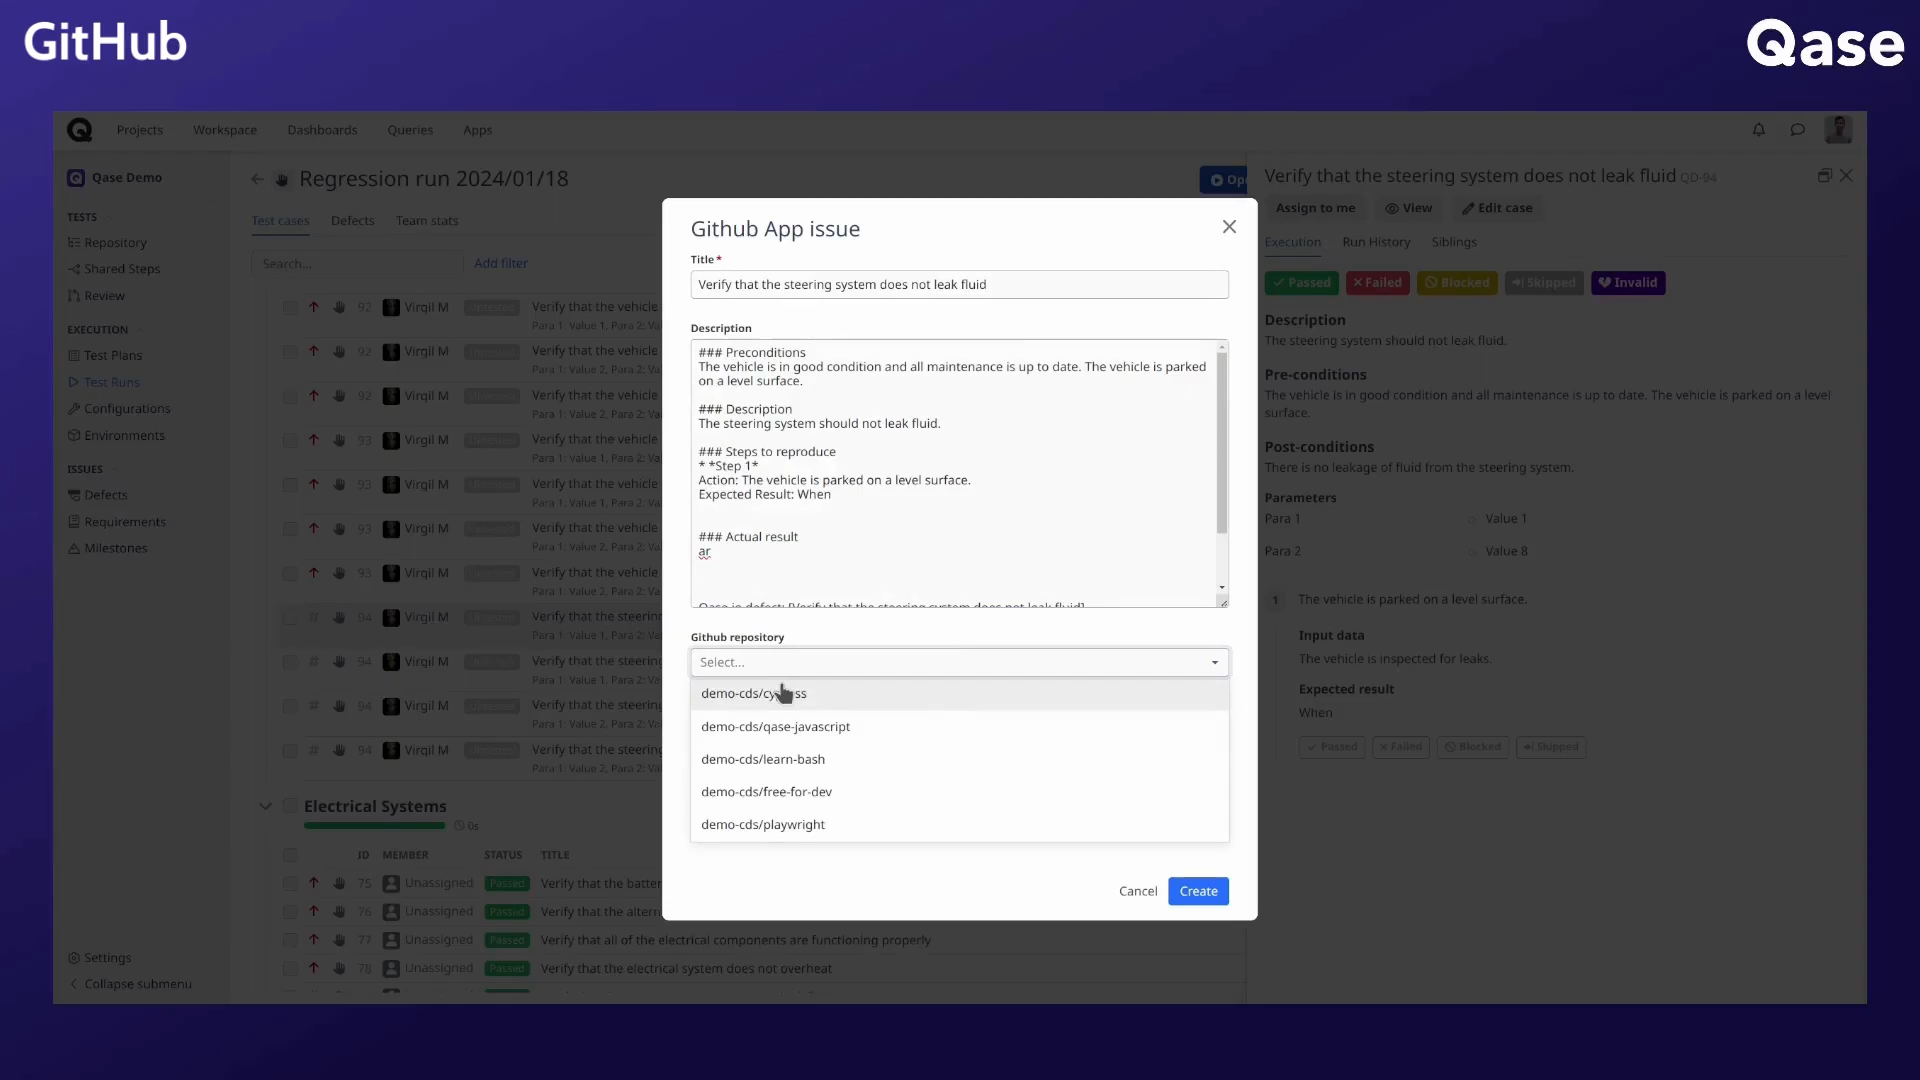 GitHub
Qase
Projects
Workspace
Dashboards
Queries
Apps
Qase Demo
TESTS
Repository
Shared Steps
Review
EXECUTION
Test Plans
Test Runs
Configurations
Environments
ISSUES
Defects
Requirements
Milestones
Settings
Collapse submenu
Regression run 2024/01/18
Test cases
Defects
Team stats
Search...
Add filter
92 Virgil M Verify that the vehicle
Para 1: Value 1, Para 2: Va
92 Virgil M Verify that the vehicle
Para 1: Value 2, Para 2: Va
92 Virgil M Verify that the vehicle
Para 1: Value 2, Para 2: Va
93 Virgil M Verify that the vehicle
Para 1: Value 1, Para 2: Va
93 Virgil M Verify that the vehicle
Para 1: Value 1, Para 2: Va
93 Virgil M Verify that the vehicle
Para 1: Value 2, Para 2: Va
93 Virgil M Verify that the vehicle
Para 1: Value 2, Para 2: Va
94 Virgil M Verify that the steering
Para 1: Value 1, Para 2: Va
94 Virgil M Verify that the steering
Para 1: Value 1, Para 2: Val
94 Virgil M Verify that the steering
Para 1: Value 2, Para 2: Val
94 Virgil M Verify that the steering
Para 1: Value 2, Para 2: Val
Electrical Systems
0s
ID MEMBER STATUS TITLE
75 Unassigned Passed Verify that the batter
76 Unassigned Passed Verify that the altern
77 Unassigned Passed Verify that all of the electrical components are functioning properly
78 Unassigned Passed Verify that the electrical system does not overheat
Github App issue
Title*
Verify that the steering system does not leak fluid
Description
### Preconditions
The vehicle is in good condition and all maintenance is up to date. The vehicle is parked
on a level surface.
### Description
The steering system should not leak fluid.
### Steps to reproduce
* *Step 1*
Action: The vehicle is parked on a level surface.
Expected Result: When
### Actual result
ar
Qase.io defect: [Verify that the steering system does not leak fluid]
Github repository
Select...
demo-cds/qase-javascript
demo-cds/learn-bash
demo-cds/free-for-dev
demo-cds/playwright
Cancel
Create
Verify that the steering system does not leak fluid QD-94
Assign to me
View
Edit case
Execution
Run History
Siblings
Passed
Failed
Blocked
Skipped
Invalid
Description
The steering system should not leak fluid.
Pre-conditions
The vehicle is in good condition and all maintenance is up to date. The vehicle is parked on a level
surface.
Post-conditions
There is no leakage of fluid from the steering system.
Parameters
Para 1 Value 1
Para 2 Value 8
1 The vehicle is parked on a level surface.
Input data
The vehicle is inspected for leaks.
Expected result
When
Passed
Failed
Blocked
Skipped